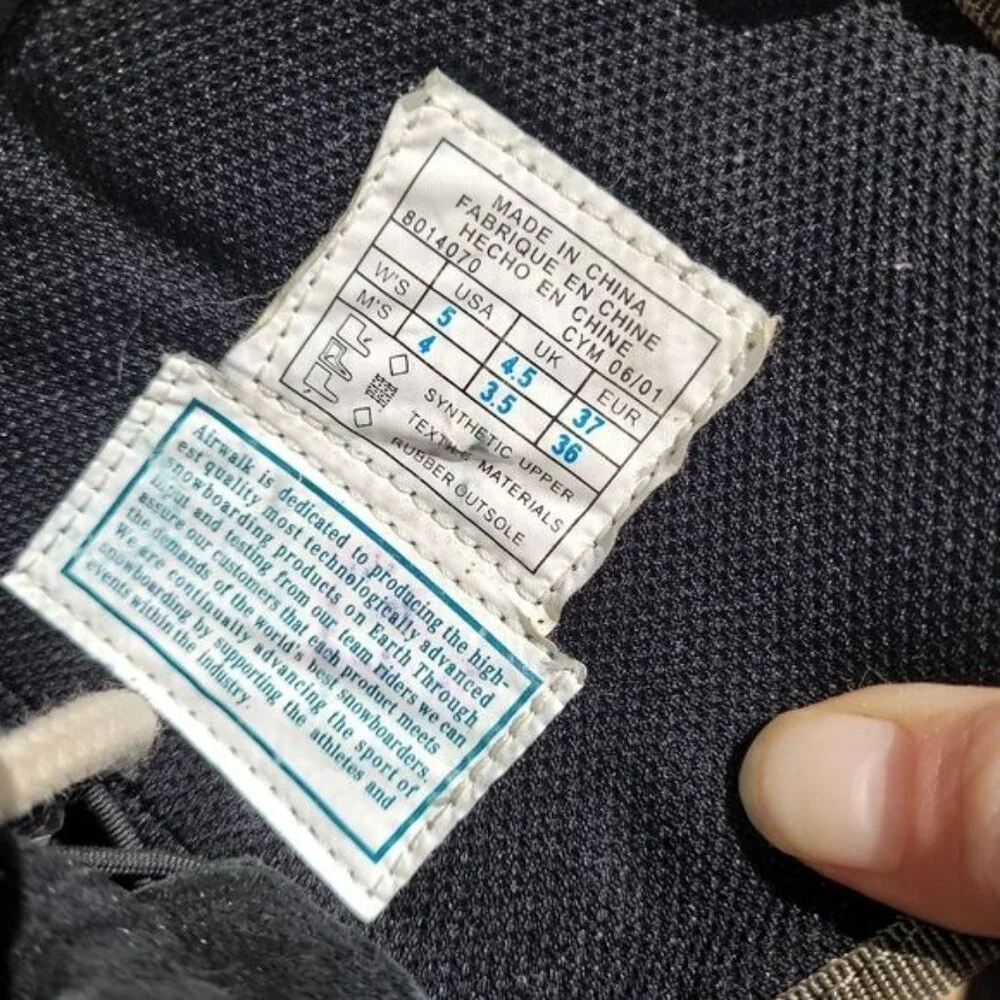 MADE IN CHINA
FABRIQUE EN CHINE
HECHO EN CHINE
8014070 CYM 06/01
USA UK EUR
W'S 5 4.5 37
M'S 4 3.5 36
SYNTHETIC UPPER
TEXTILE MATERIALS
RUBBER OUTSOLE
Airwalk is dedicated to producing the high-
est quality most technologically advanced
snowboarding products on Earth Through
input and testing from our team riders we can
assure our customers that each product meets
the demands of the world's best snowboarders.
We are continually advancing the sport of
snowboarding by supporting the athletes and
events within the industry.